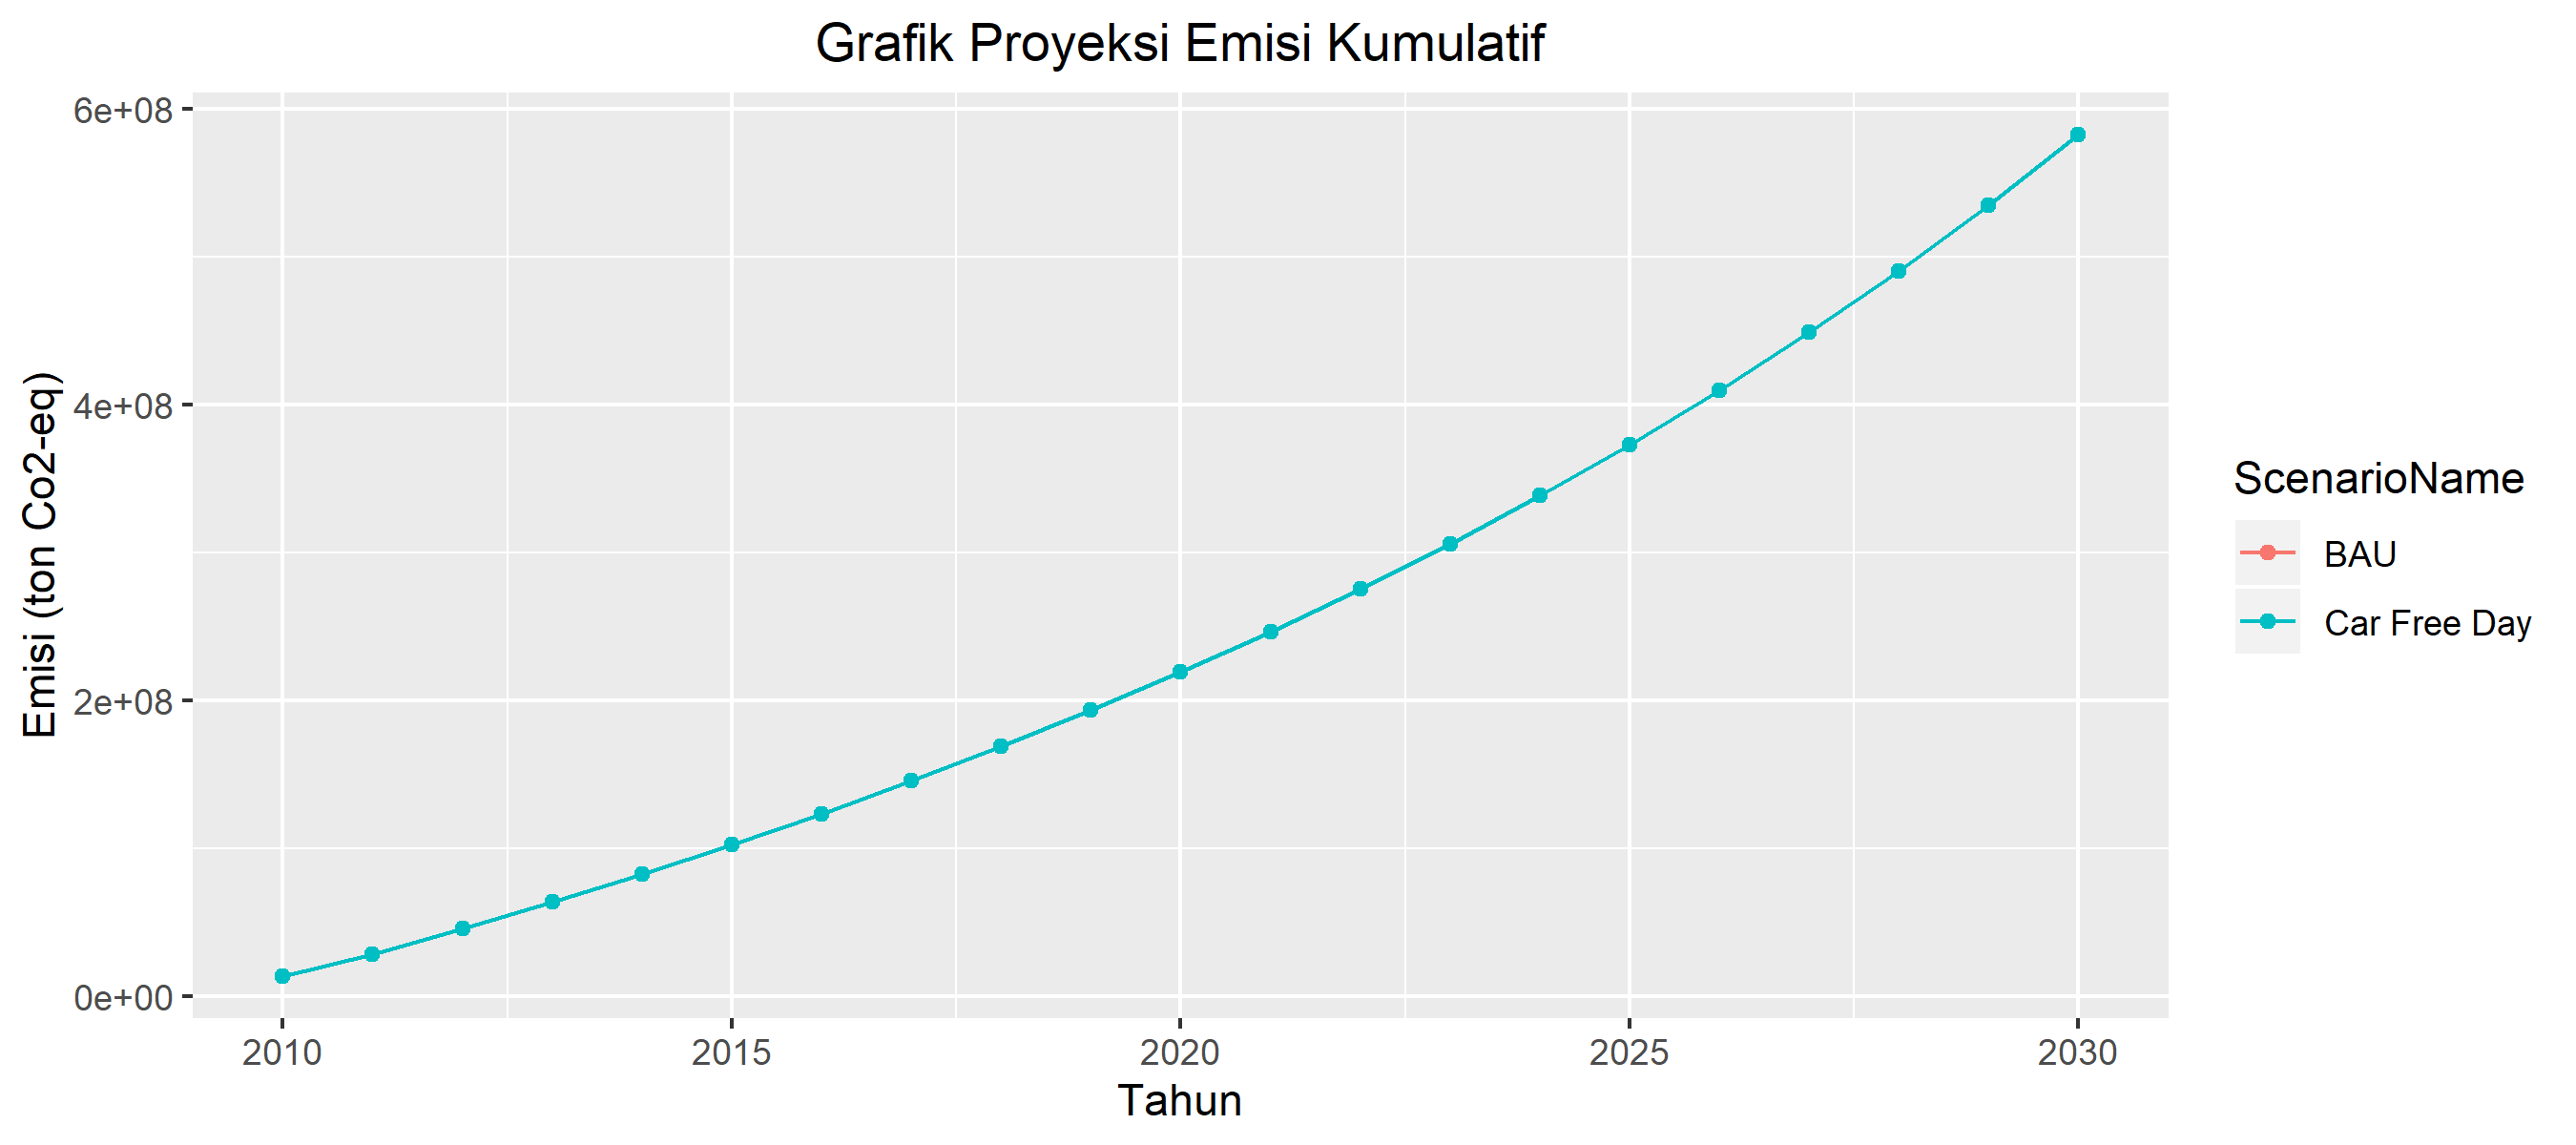 Grafik Proyeksi Emisi Kumulatif
Emisi (ton Co2-eq)
6e+08
4e+08
2e+08
0e+00
2010
2015
2020
2025
2030
Tahun
ScenarioName
BAU
Car Free Day